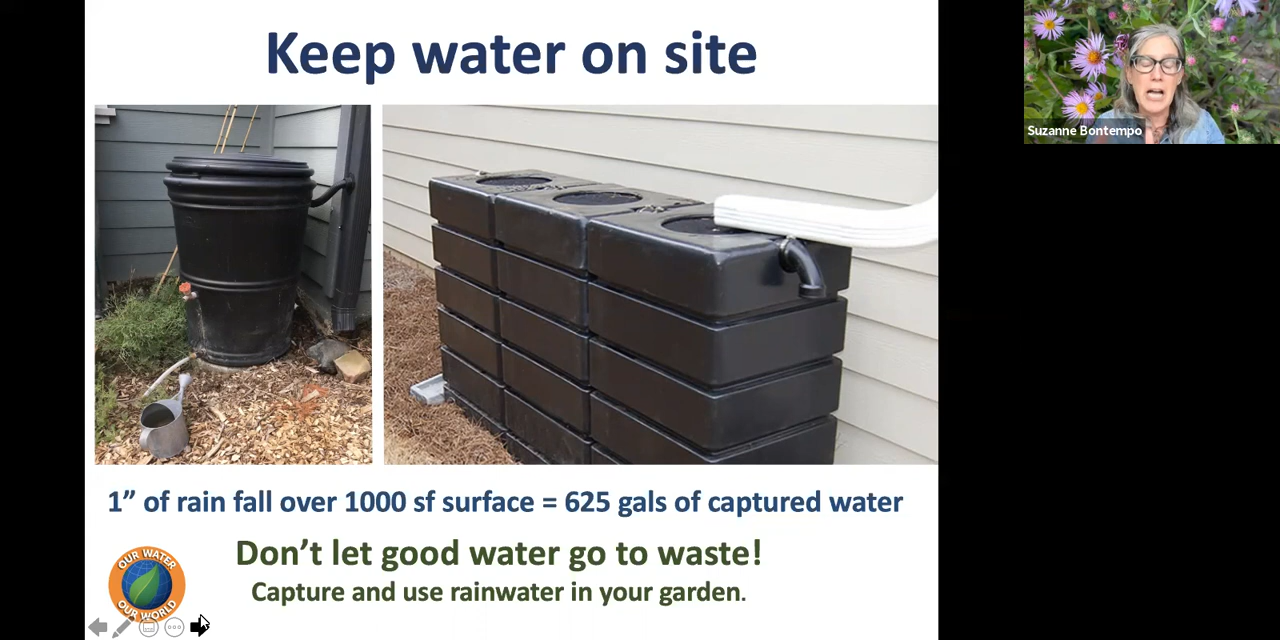 Keep water on site
Suzanne Bontempo
1” of rain fall over 1000 sf surface = 625 gals of captured water
Don’t let good water go to waste!
Capture and use rainwater in your garden.
OUR WATER
OUR WORLD